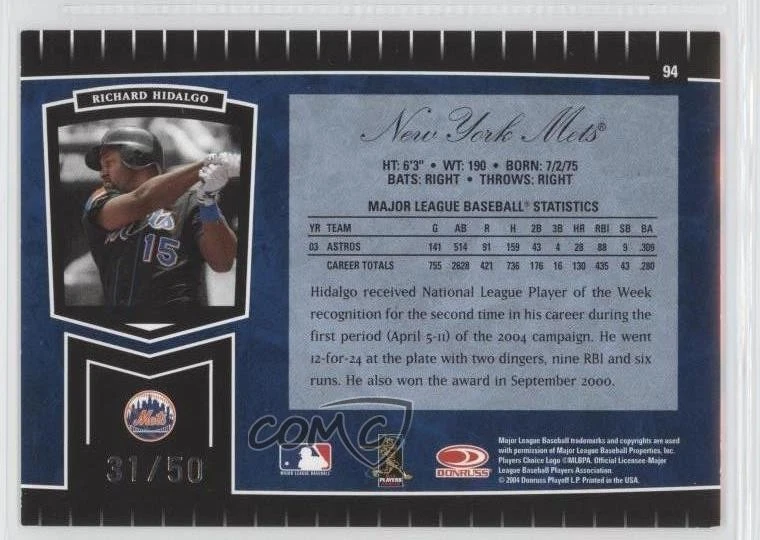 94
RICHARD HIDALGO
Mets
15
New York Mets®
HT: 6'3" • WT: 190 • BORN: 7/2/75
BATS: RIGHT • THROWS: RIGHT
MAJOR LEAGUE BASEBALL® STATISTICS
YR TEAM G AB R H 2B 3B HR RBI SB BA
03 ASTROS 141 514 91 159 43 4 28 88 9 .309
CAREER TOTALS 755 2628 421 736 176 16 130 435 43 .280
Hidalgo received National League Player of the Week
recognition for the second time in his career during the
first period (April 5-11) of the 2004 campaign. He went
12-for-24 at the plate with two dingers, nine RBI and six
runs. He also won the award in September 2000.
Mets
31/50
COMC
MAJOR LEAGUE BASEBALL
PLAYERS
DONRUSS
Major League Baseball trademarks and copyrights are used
with permission of Major League Baseball Properties, Inc.
Players Choice Logo ©MLBPA. Official Licensee-Major
League Baseball Players Association.
© 2004 Donruss Playoff L.P. Printed in the USA.